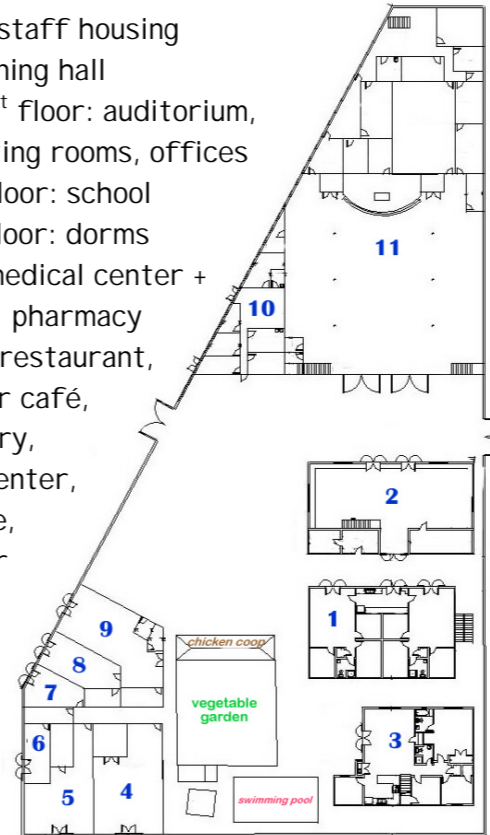 staff housing
ning hall
t floor: auditorium,
ing rooms, offices
loor: school
loor: dorms
medical center +
pharmacy
restaurant,
r café,
ry,
enter,
e,
11
10
2
1
9
8
7
6
5
4
3
chicken coop
vegetable
garden
swimming pool